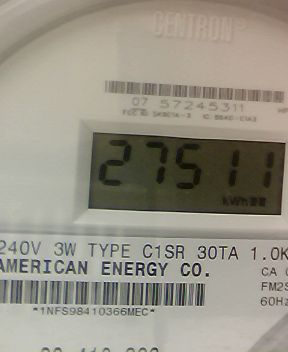 CENTRON®
07 57245311
27511
kWh
240V 3W TYPE C1SR 30TA 1.0K
AMERICAN ENERGY CO.
CA
FM2S
60Hz
*1NFS98410366MEC*